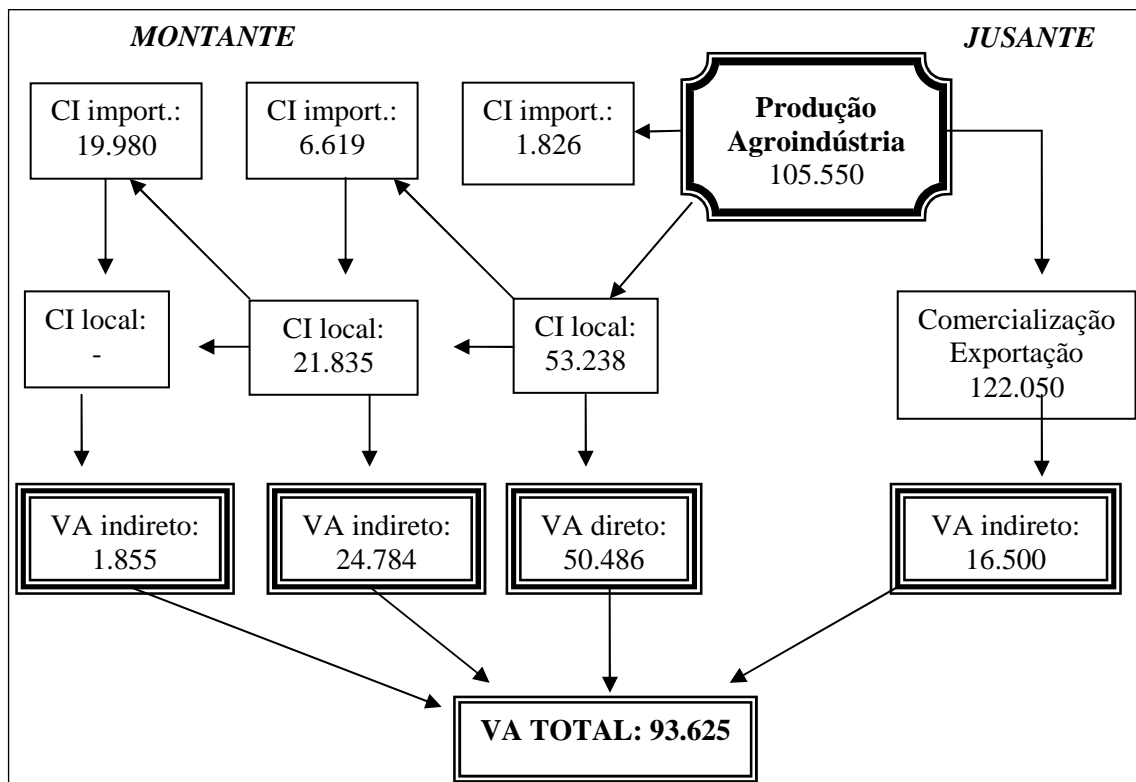 MONTANTE
JUSANTE
CI import.:
19.980
CI import.:
6.619
CI import.:
1.826
Produção
Agroindústria
105.550
CI local:
-
CI local:
21.835
CI local:
53.238
Comercialização
Exportação
122.050
VA indireto:
1.855
VA indireto:
24.784
VA direto:
50.486
VA indireto:
16.500
VA TOTAL: 93.625